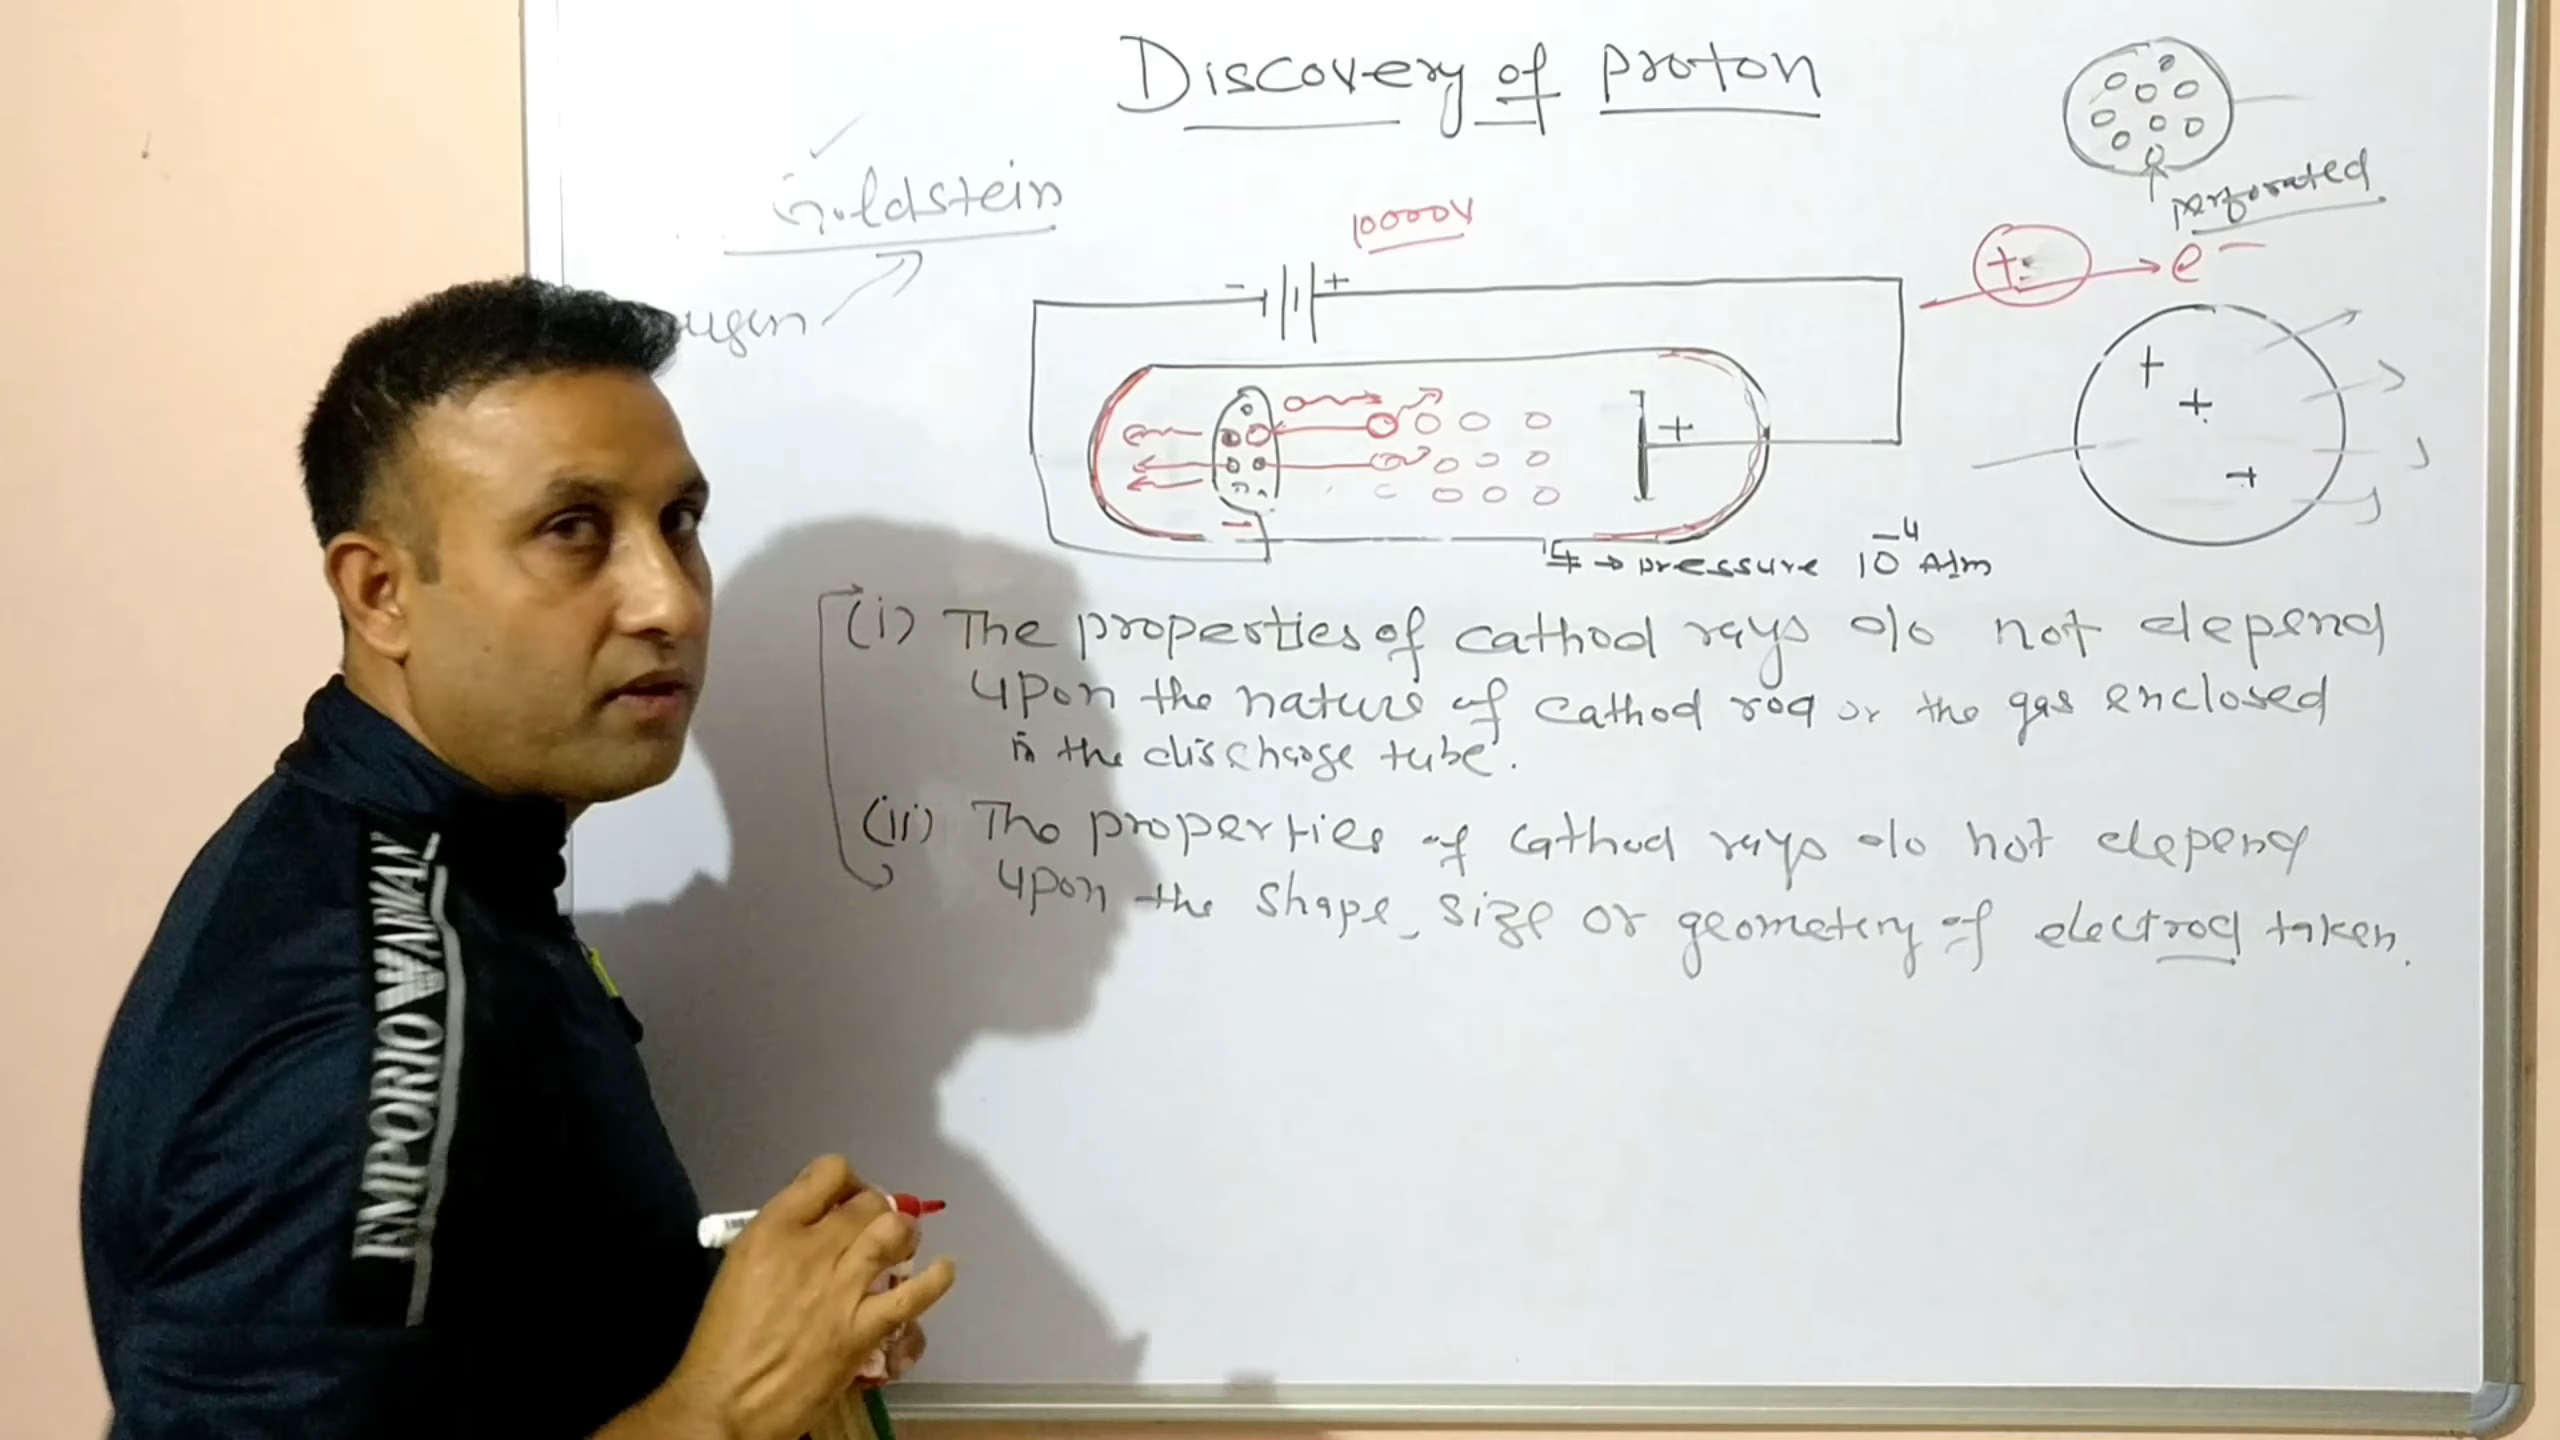 Discovery of proton
Goldstein
perforated
10000V
e⁻
- +
+
+
+
+
+
-
→ pressure 10⁻⁴ Atm
(i) The properties of cathod rays do not depend
upon the nature of cathod rod or the gas enclosed
in the discharge tube.
(ii) The properties of cathod rays do not depend
upon the shape, size or geometery of electrod taken.
EMPORIO ARMANI